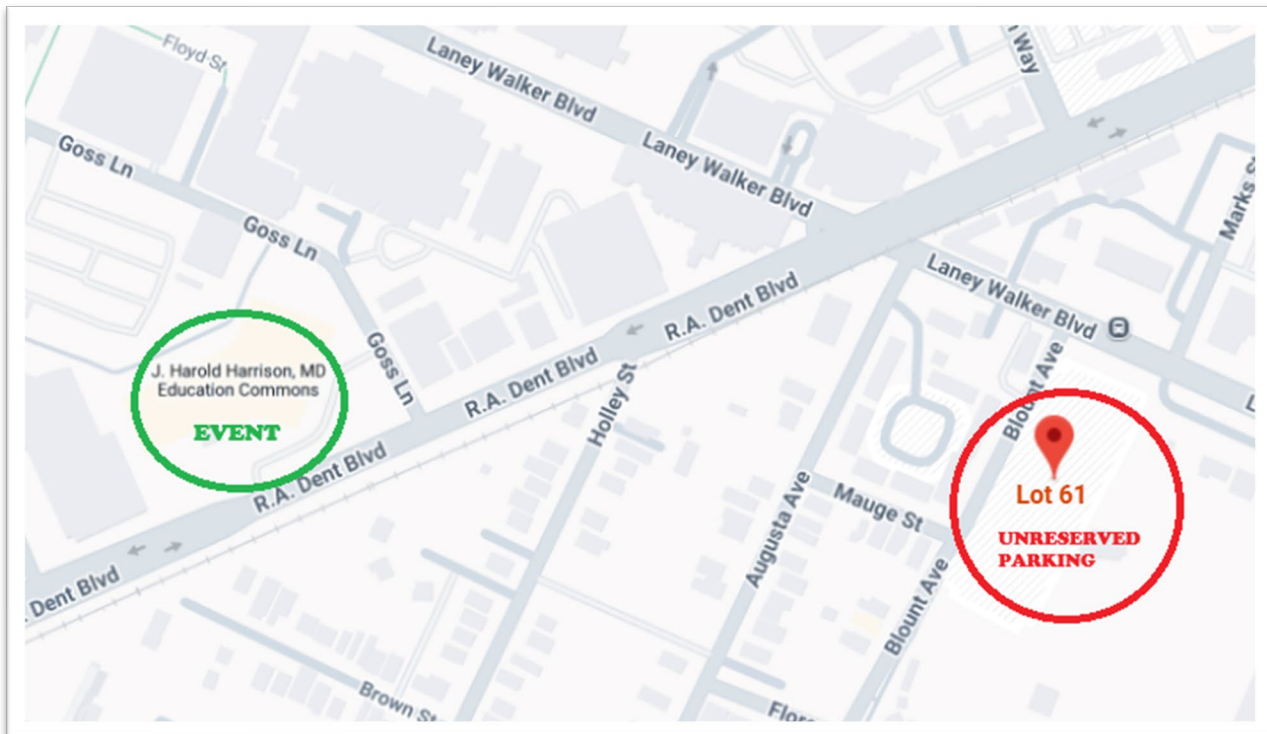 Floyd St
Laney Walker Blvd
Way
Goss Ln
Laney Walker Blvd
Marks St
Goss Ln
Laney Walker Blvd
R.A. Dent Blvd
Goss Ln
J. Harold Harrison, MD
Education Commons
EVENT
R.A. Dent Blvd
Holley St
Blount Ave
R.A. Dent Blvd
Lot 61
UNRESERVED
PARKING
Mauge St
Augusta Ave
Blount Ave
Dent Blvd
Brown St